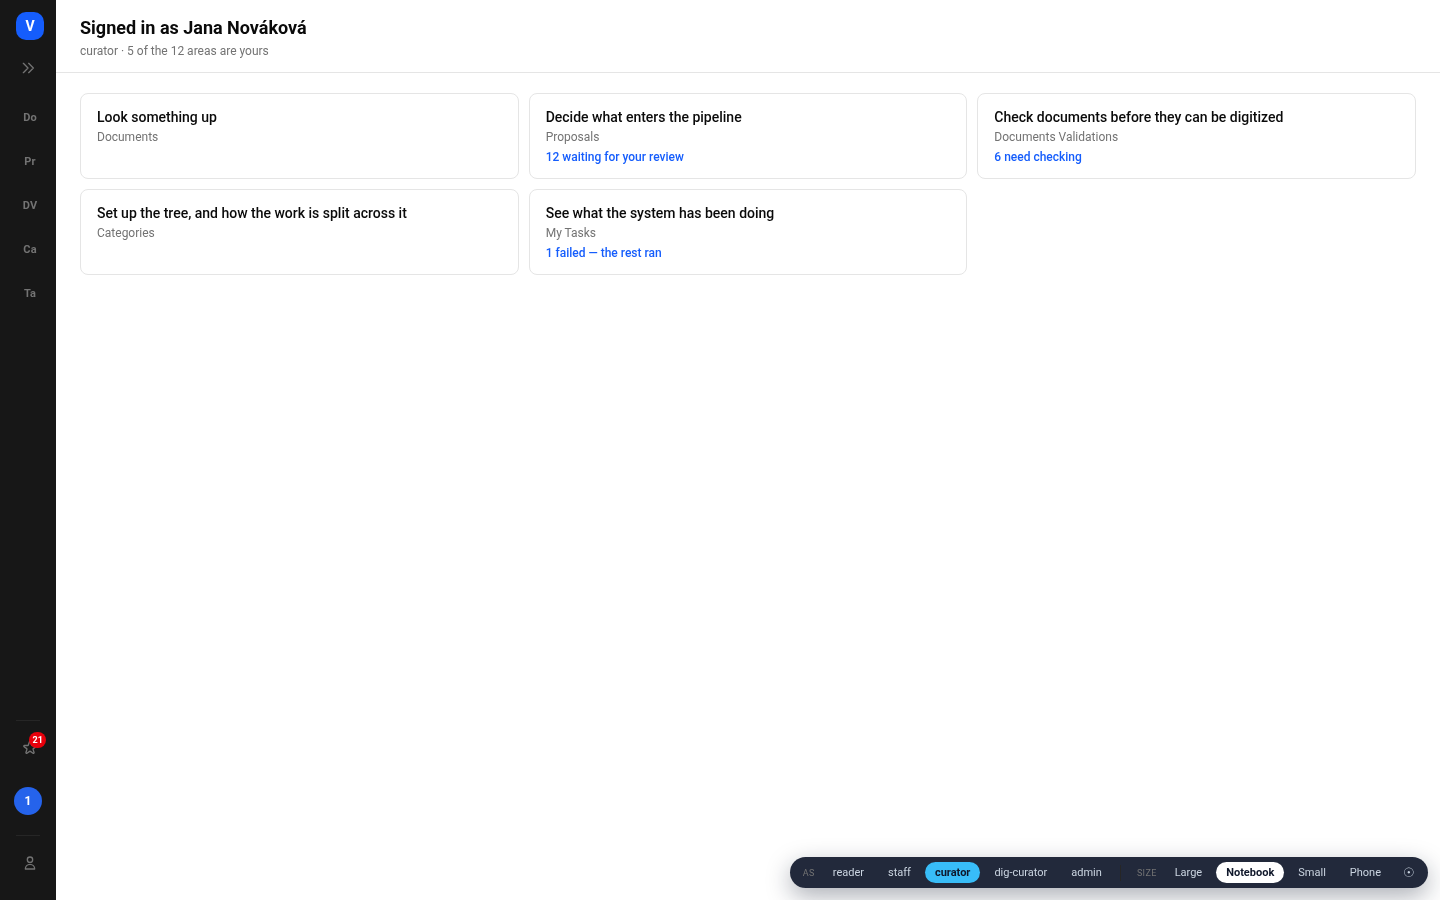 V
Signed in as Jana Nováková
curator · 5 of the 12 areas are yours
Do
Pr
DV
Ca
Ta
Look something up
Documents
Decide what enters the pipeline
Proposals
12 waiting for your review
Check documents before they can be digitized
Documents Validations
6 need checking
Set up the tree, and how the work is split across it
Categories
See what the system has been doing
My Tasks
1 failed — the rest ran
21
1
AS reader staff curator dig-curator admin SIZE Large Notebook Small Phone